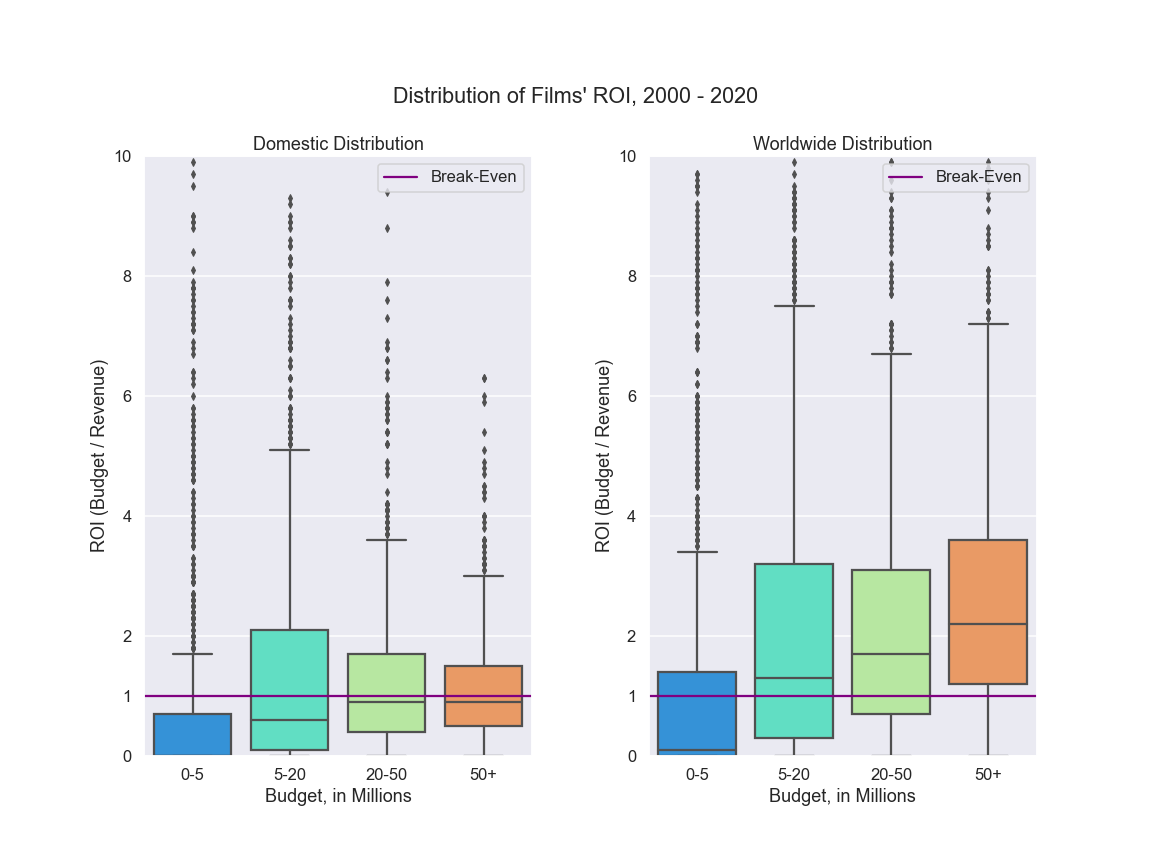 Distribution of Films' ROI, 2000 - 2020
Domestic Distribution
Break-Even
10
8
6
4
2
1
0
ROI (Budget / Revenue)
0-5 5-20 20-50 50+
Budget, in Millions
Worldwide Distribution
Break-Even
10
8
6
4
2
1
0
ROI (Budget / Revenue)
0-5 5-20 20-50 50+
Budget, in Millions